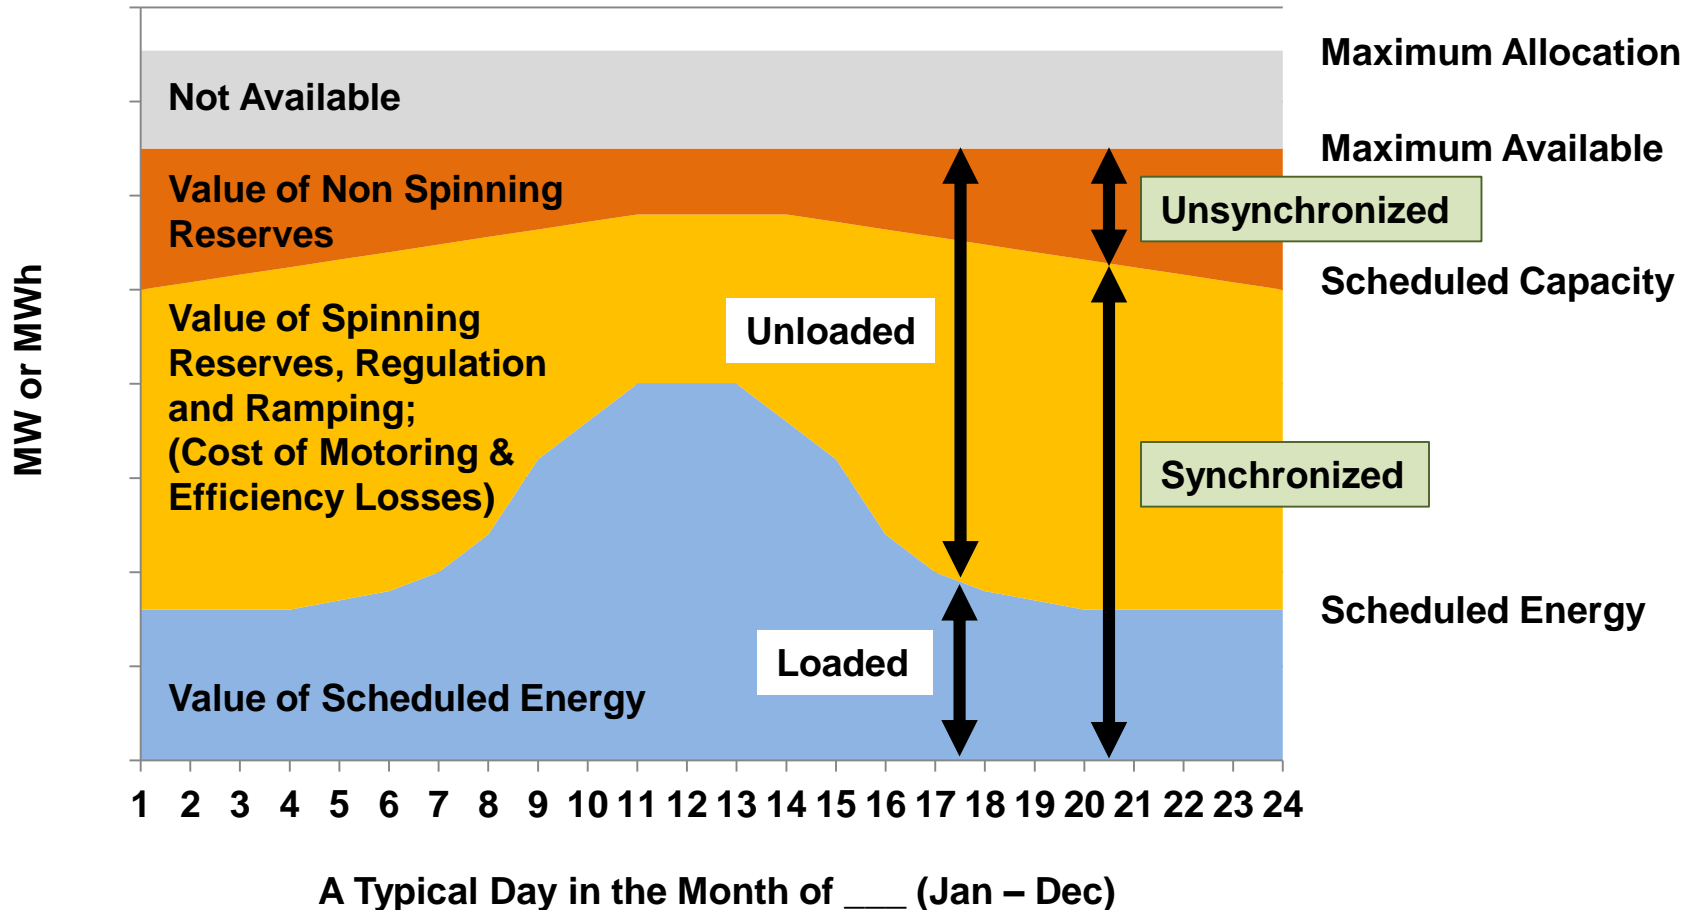 Maximum Allocation
Not Available
Maximum Available
Value of Non Spinning
Reserves
Unsynchronized
Scheduled Capacity
MW or MWh
Value of Spinning
Reserves, Regulation
and Ramping;
(Cost of Motoring &
Efficiency Losses)
Unloaded
Synchronized
Scheduled Energy
Loaded
Value of Scheduled Energy
1 2 3 4 5 6 7 8 9 10 11 12 13 14 15 16 17 18 19 20 21 22 23 24
A Typical Day in the Month of ___ (Jan – Dec)